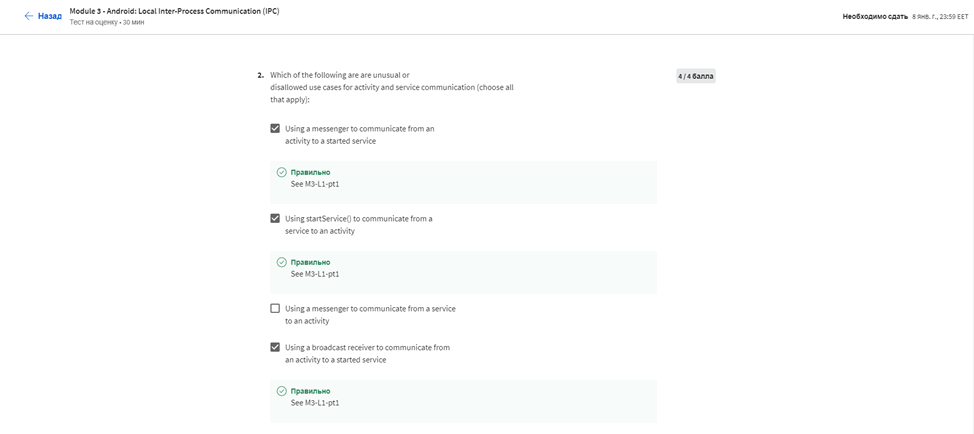 Назад
Module 3 - Android: Local Inter-Process Communication (IPC)
Тест на оценку • 30 мин
Необходимо сдать 8 янв. г., 23:59 EET
2. Which of the following are are unusual or
disallowed use cases for activity and service communication (choose all
that apply):
4 / 4 балла
Using a messenger to communicate from an
activity to a started service
Правильно
See M3-L1-pt1
Using startService() to communicate from a
service to an activity
Правильно
See M3-L1-pt1
Using a messenger to communicate from a service
to an activity
Using a broadcast receiver to communicate from
an activity to a started service
Правильно
See M3-L1-pt1